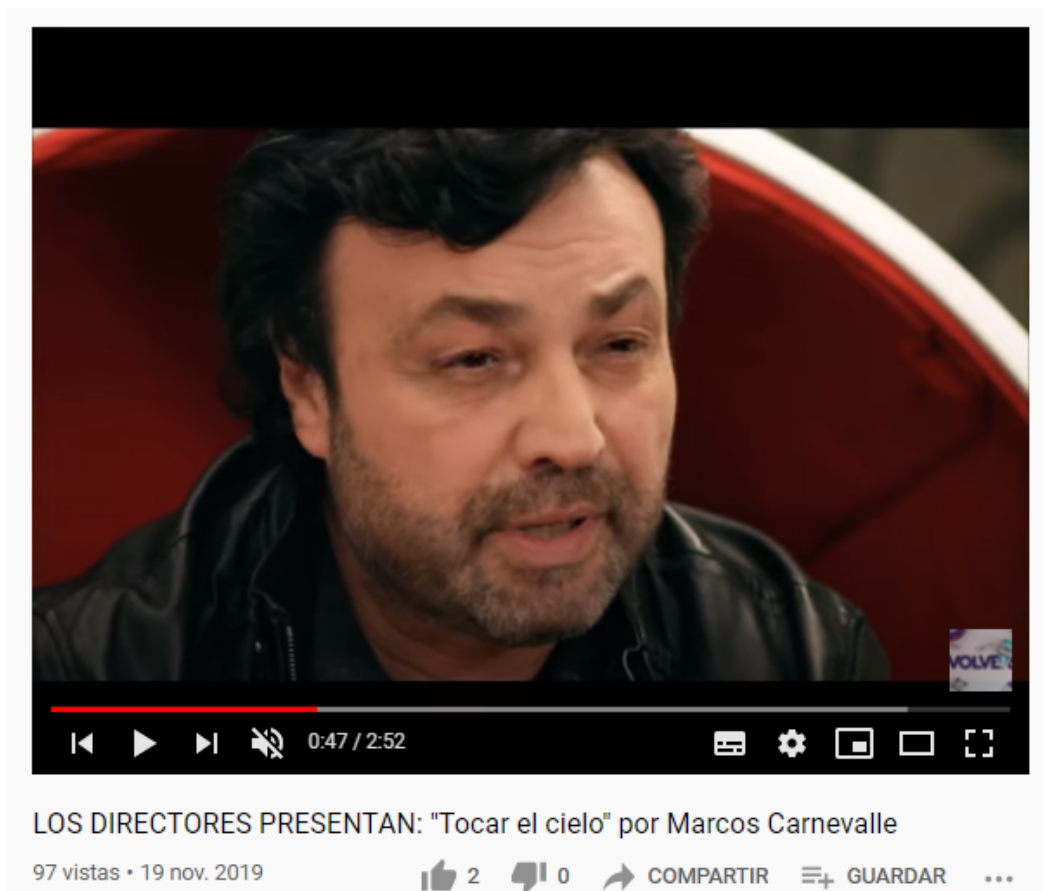 VOLVE
0:47 / 2:52
LOS DIRECTORES PRESENTAN: "Tocar el cielo" por Marcos Carnevalle
97 vistas • 19 nov. 2019 2 0 COMPARTIR GUARDAR